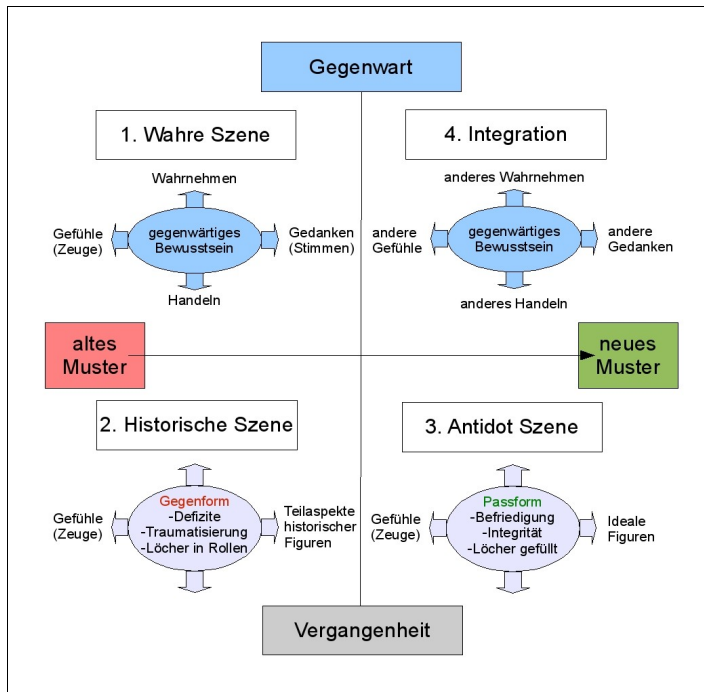 Gegenwart
1. Wahre Szene
Wahrnehmen
Gefühle
(Zeuge)
gegenwärtiges
Bewusstsein
Gedanken
(Stimmen)
Handeln
4. Integration
anderes Wahrnehmen
andere
Gefühle
gegenwärtiges
Bewusstsein
andere
Gedanken
anderes Handeln
altes
Muster
neues
Muster
2. Historische Szene
Gefühle
(Zeuge)
Gegenform
-Defizite
-Traumatisierung
-Löcher in Rollen
Teilaspekte
historischer
Figuren
3. Antidot Szene
Gefühle
(Zeuge)
Passform
-Befriedigung
-Integrität
-Löcher gefüllt
Ideale
Figuren
Vergangenheit